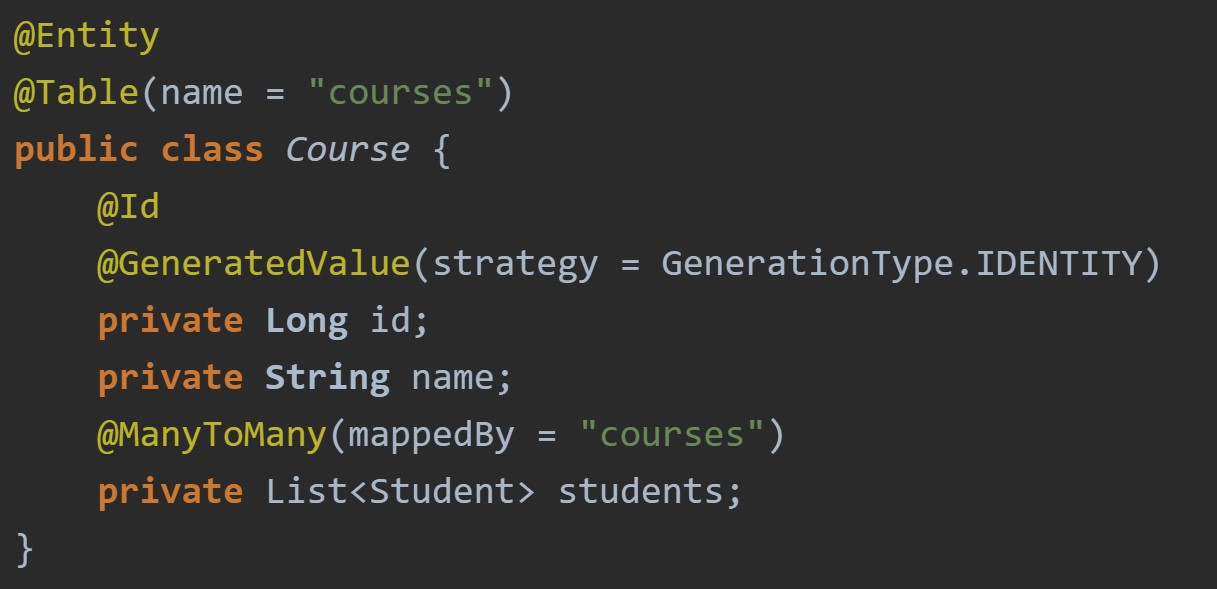 @Entity
@Table(name = "courses")
public class Course {
    @Id
    @GeneratedValue(strategy = GenerationType.IDENTITY)
    private Long id;
    private String name;
    @ManyToMany(mappedBy = "courses")
    private List<Student> students;
}